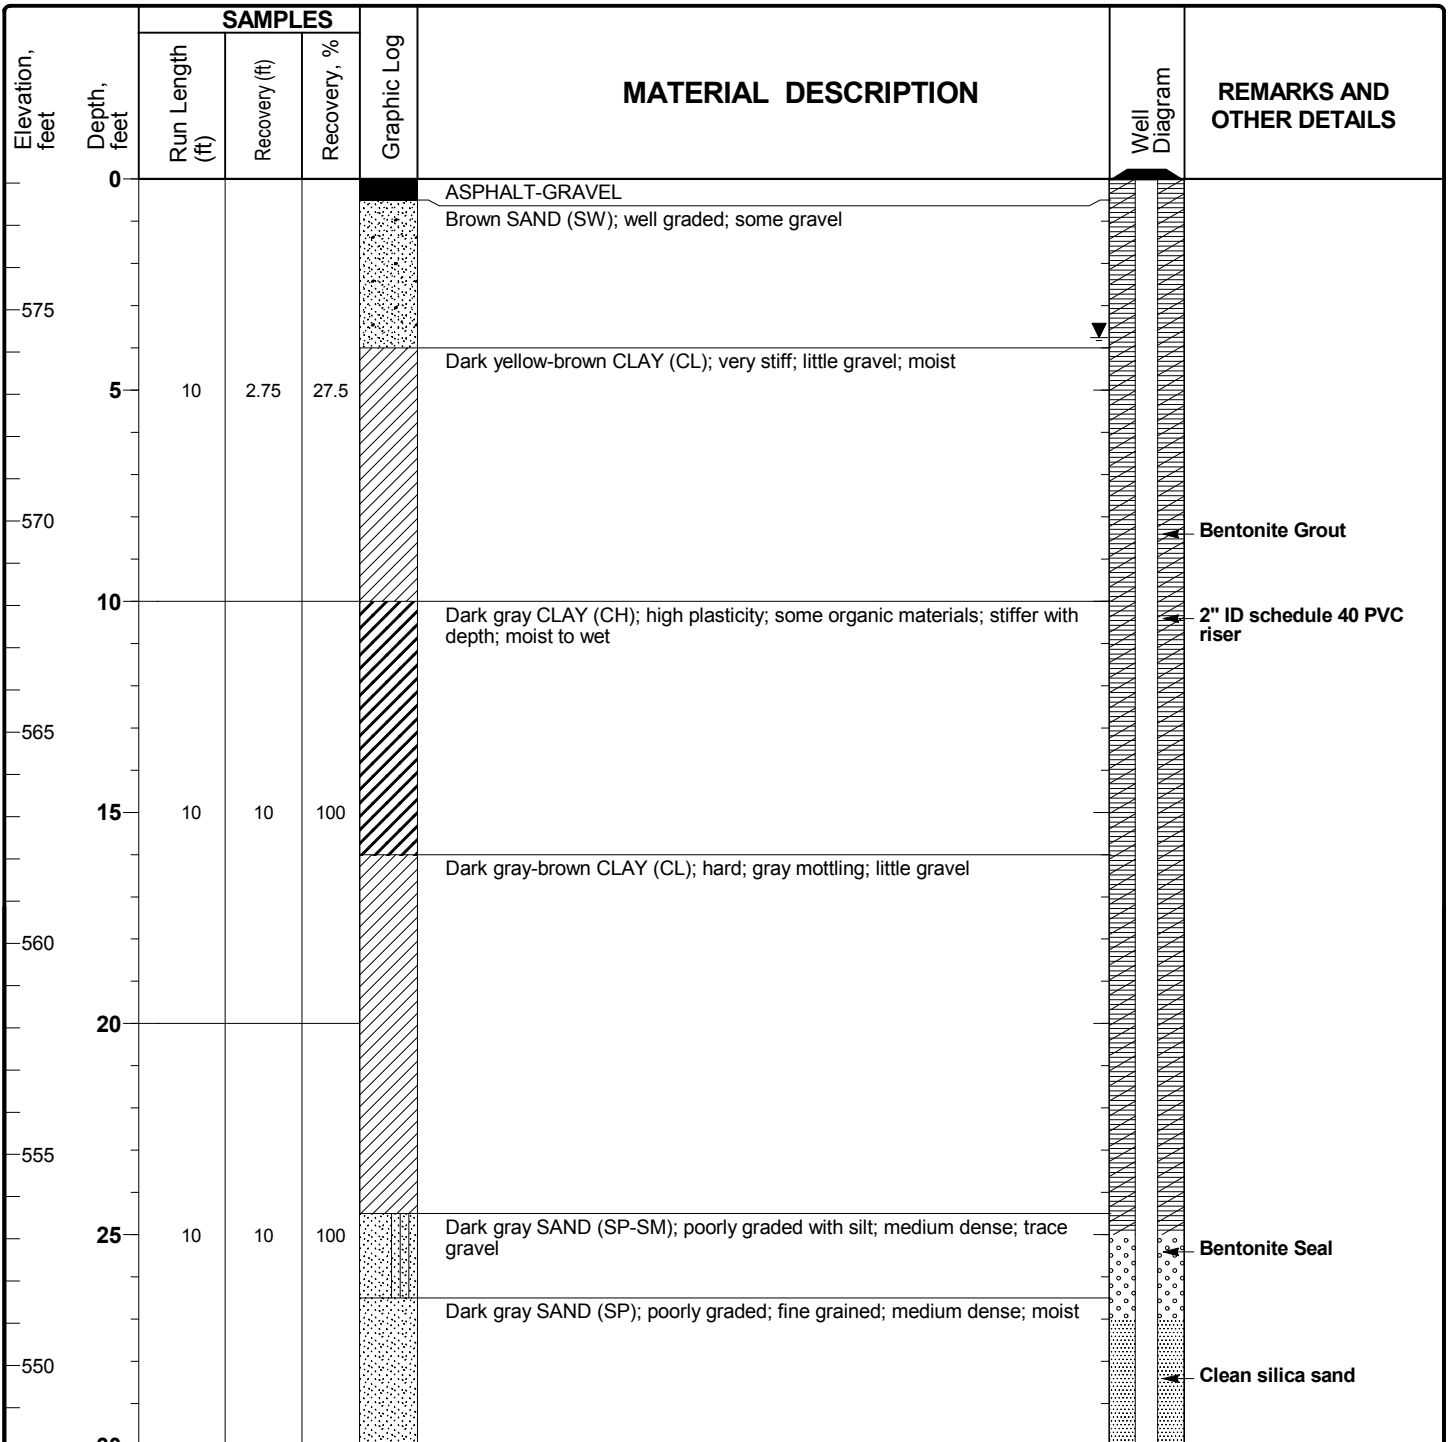 SAMPLES
Elevation,
feet
Depth,
feet
Run Length
(ft)
Recovery (ft)
Recovery, %
Graphic Log
MATERIAL DESCRIPTION
Well
Diagram
REMARKS AND
OTHER DETAILS
0
ASPHALT-GRAVEL
Brown SAND (SW); well graded; some gravel
575
Dark yellow-brown CLAY (CL); very stiff; little gravel; moist
5
10
2.75
27.5
570
Bentonite Grout
10
Dark gray CLAY (CH); high plasticity; some organic materials; stiffer with
depth; moist to wet
2" ID schedule 40 PVC
riser
565
15
10
10
100
Dark gray-brown CLAY (CL); hard; gray mottling; little gravel
560
20
555
Dark gray SAND (SP-SM); poorly graded with silt; medium dense; trace
gravel
25
10
10
100
Bentonite Seal
Dark gray SAND (SP); poorly graded; fine grained; medium dense; moist
550
Clean silica sand